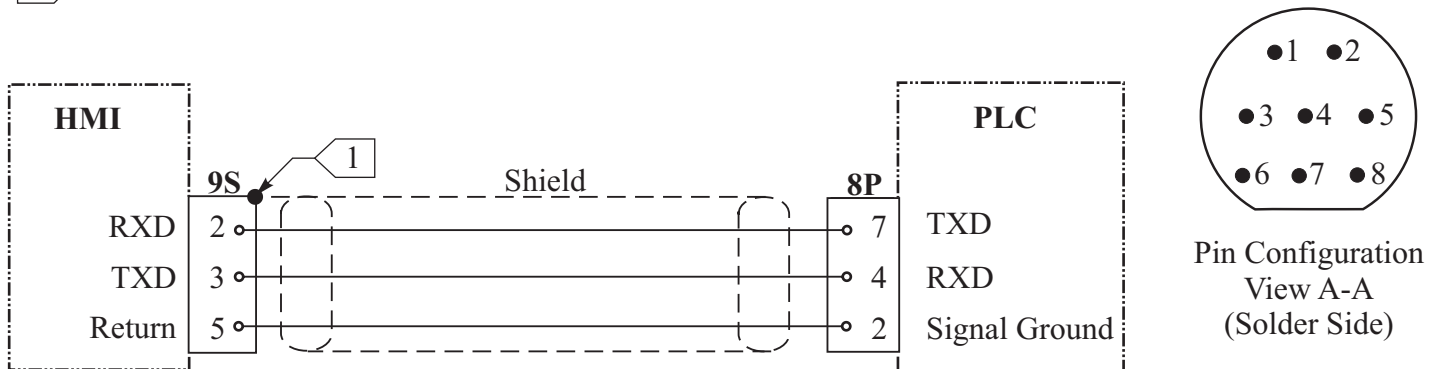 HMI
PLC
1
9S
Shield
8P
RXD 2 7 TXD
TXD 3 4 RXD
Return 5 2 Signal Ground
1 2
3 4 5
6 7 8
Pin Configuration
View A-A
(Solder Side)